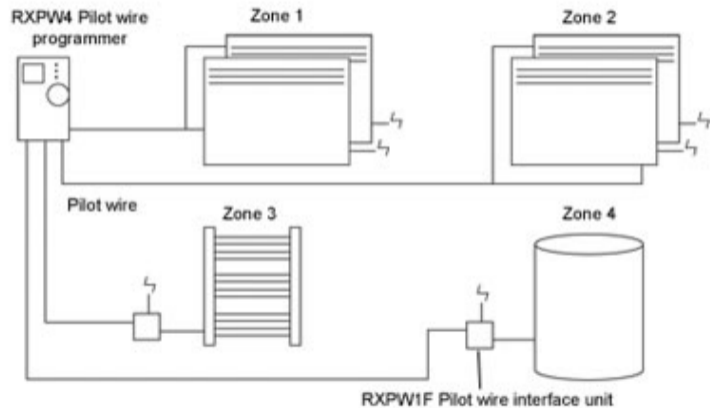 RXPW4 Pilot wire
programmer
Zone 1
Zone 2
Pilot wire
Zone 3
Zone 4
RXPW1F Pilot wire interface unit